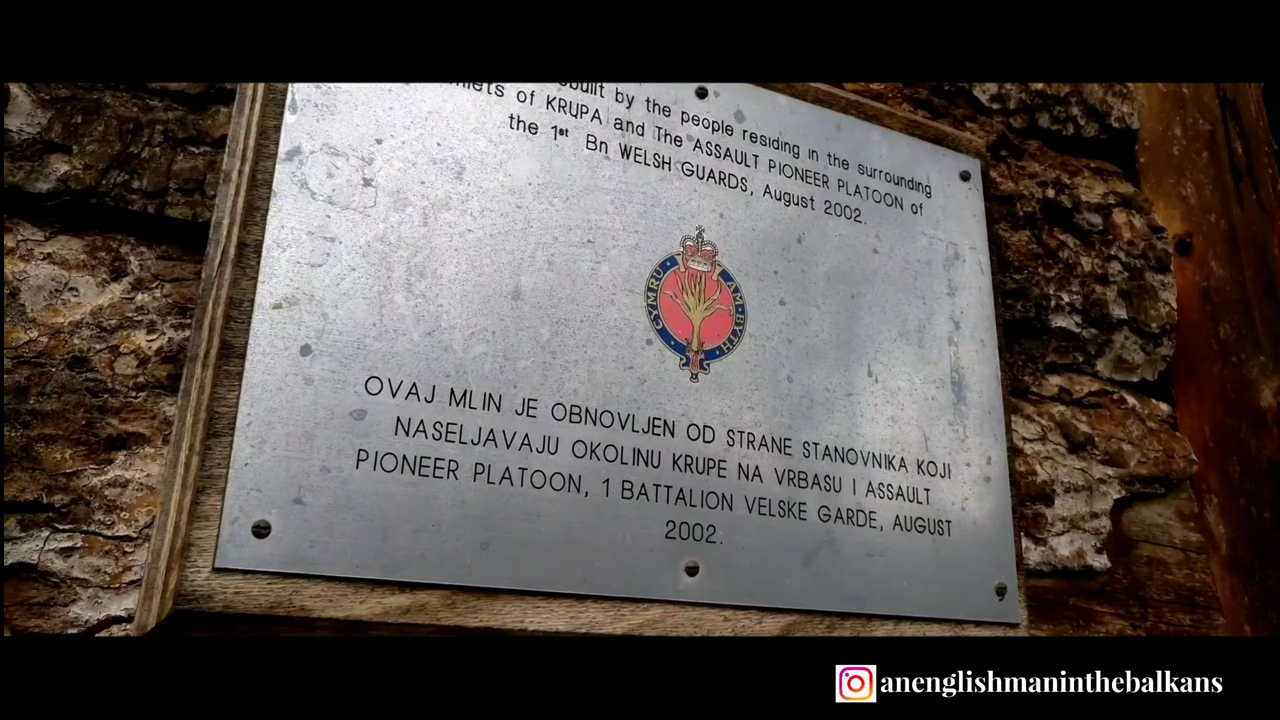 by the people residing in the surrounding
of KRUPA and The ASSAULT PIONEER PLATOON of
the 1st Bn WELSH GUARDS, August 2002.
CYMRU AM·BYTH
OVAJ MLIN JE OBNOVLJEN OD STRANE STANOVNIKA KOJI
NASELJAVAJU OKOLINU KRUPE NA VRBASU I ASSAULT
PIONEER PLATOON, 1 BATTALION VELSKE GARDE, AUGUST
2002.
anenglishmaninthebalkans